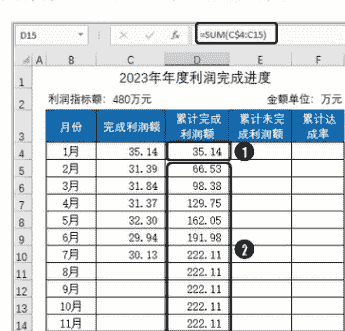 D15 fx =SUM(C$4:C15)
A B C D E F
1 2023年年度利润完成进度
2 利润指标额：480万元 金额单位：万元
3 月份 完成利润额 累计完成利润额 累计未完成利润额 累计达成率
4 1月 35.14 35.14 1
5 2月 31.39 66.53
6 3月 31.84 98.38
7 4月 31.37 129.75
8 5月 32.30 162.05
9 6月 29.94 191.98
10 7月 30.13 222.11 2
11 8月 222.11
12 9月 222.11
13 10月 222.11
14 11月 222.11